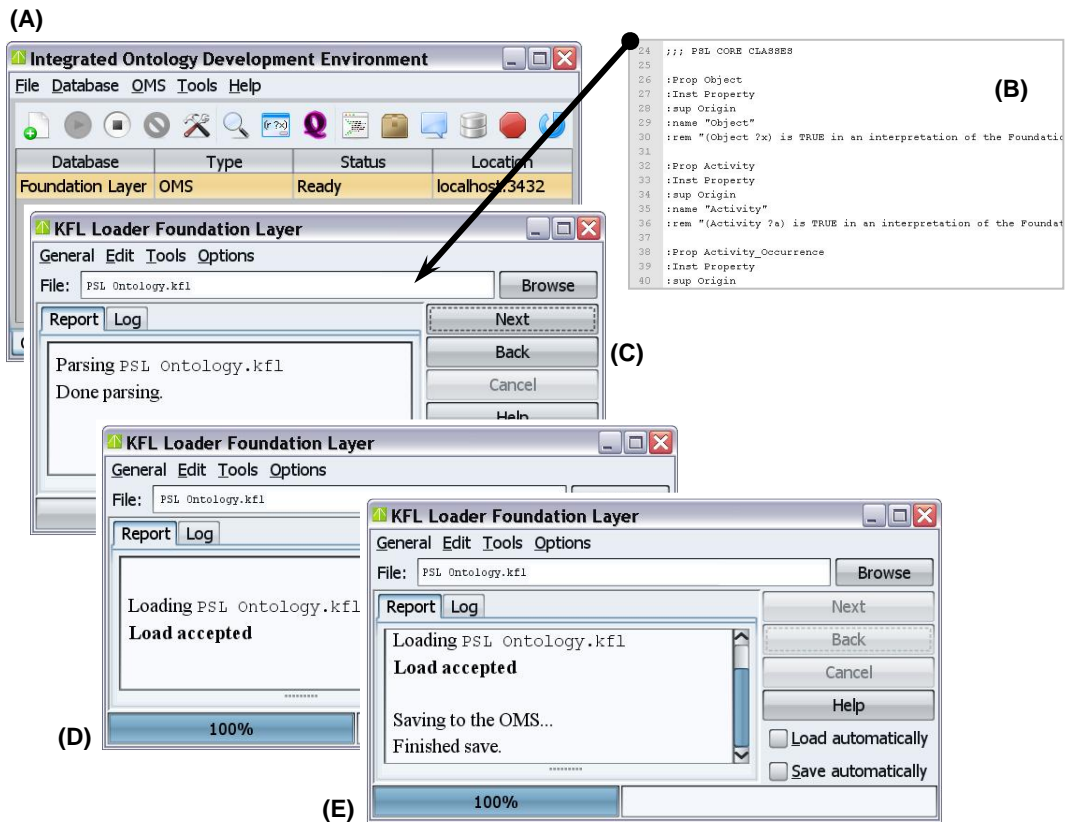 (A)
Integrated Ontology Development Environment
File Database OMS Tools Help
Database Type Status Location
Foundation Layer OMS Ready localhost:3432
(B)
24 ;;; PSL CORE CLASSES
25
26 :Prop Object
27 :Inst Property
28 :sup Origin
29 :name "Object"
30 :rem "(Object ?x) is TRUE in an interpretation of the Foundatio
31
32 :Prop Activity
33 :Inst Property
34 :sup Origin
35 :name "Activity"
36 :rem "(Activity ?a) is TRUE in an interpretation of the Foundat
37
38 :Prop Activity_Occurrence
39 :Inst Property
40 :sup Origin
KFL Loader Foundation Layer
General Edit Tools Options
File: PSL Ontology.kfl Browse
Report Log
Next
Back
Cancel
Help
Parsing PSL Ontology.kfl
Done parsing.
(C)
KFL Loader Foundation Layer
General Edit Tools Options
File: PSL Ontology.kfl
Report Log
Loading PSL Ontology.kfl
Load accepted
100%
(D)
KFL Loader Foundation Layer
General Edit Tools Options
File: PSL Ontology.kfl Browse
Report Log
Next
Back
Cancel
Help
Loading PSL Ontology.kfl
Load accepted
Saving to the OMS...
Finished save.
Load automatically
Save automatically
100%
(E)